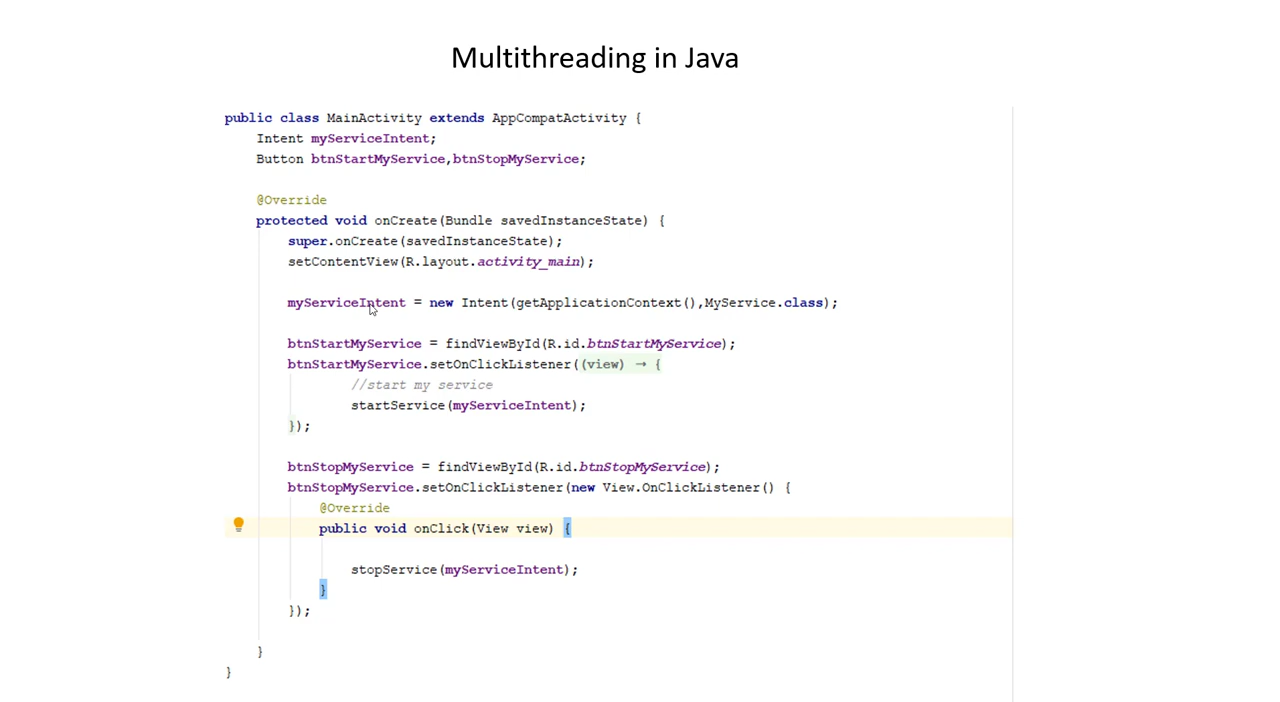 Multithreading in Java
public class MainActivity extends AppCompatActivity {
Intent myServiceIntent;
Button btnStartMyService,btnStopMyService;
@Override
protected void onCreate(Bundle savedInstanceState) {
super.onCreate(savedInstanceState);
setContentView(R.layout.activity_main);
myServiceIntent = new Intent(getApplicationContext(),MyService.class);
btnStartMyService = findViewById(R.id.btnStartMyService);
btnStartMyService.setOnClickListener((view) → {
//start my service
startService(myServiceIntent);
});
btnStopMyService = findViewById(R.id.btnStopMyService);
btnStopMyService.setOnClickListener(new View.OnClickListener() {
@Override
public void onClick(View view) {
stopService(myServiceIntent);
}
});
}
}